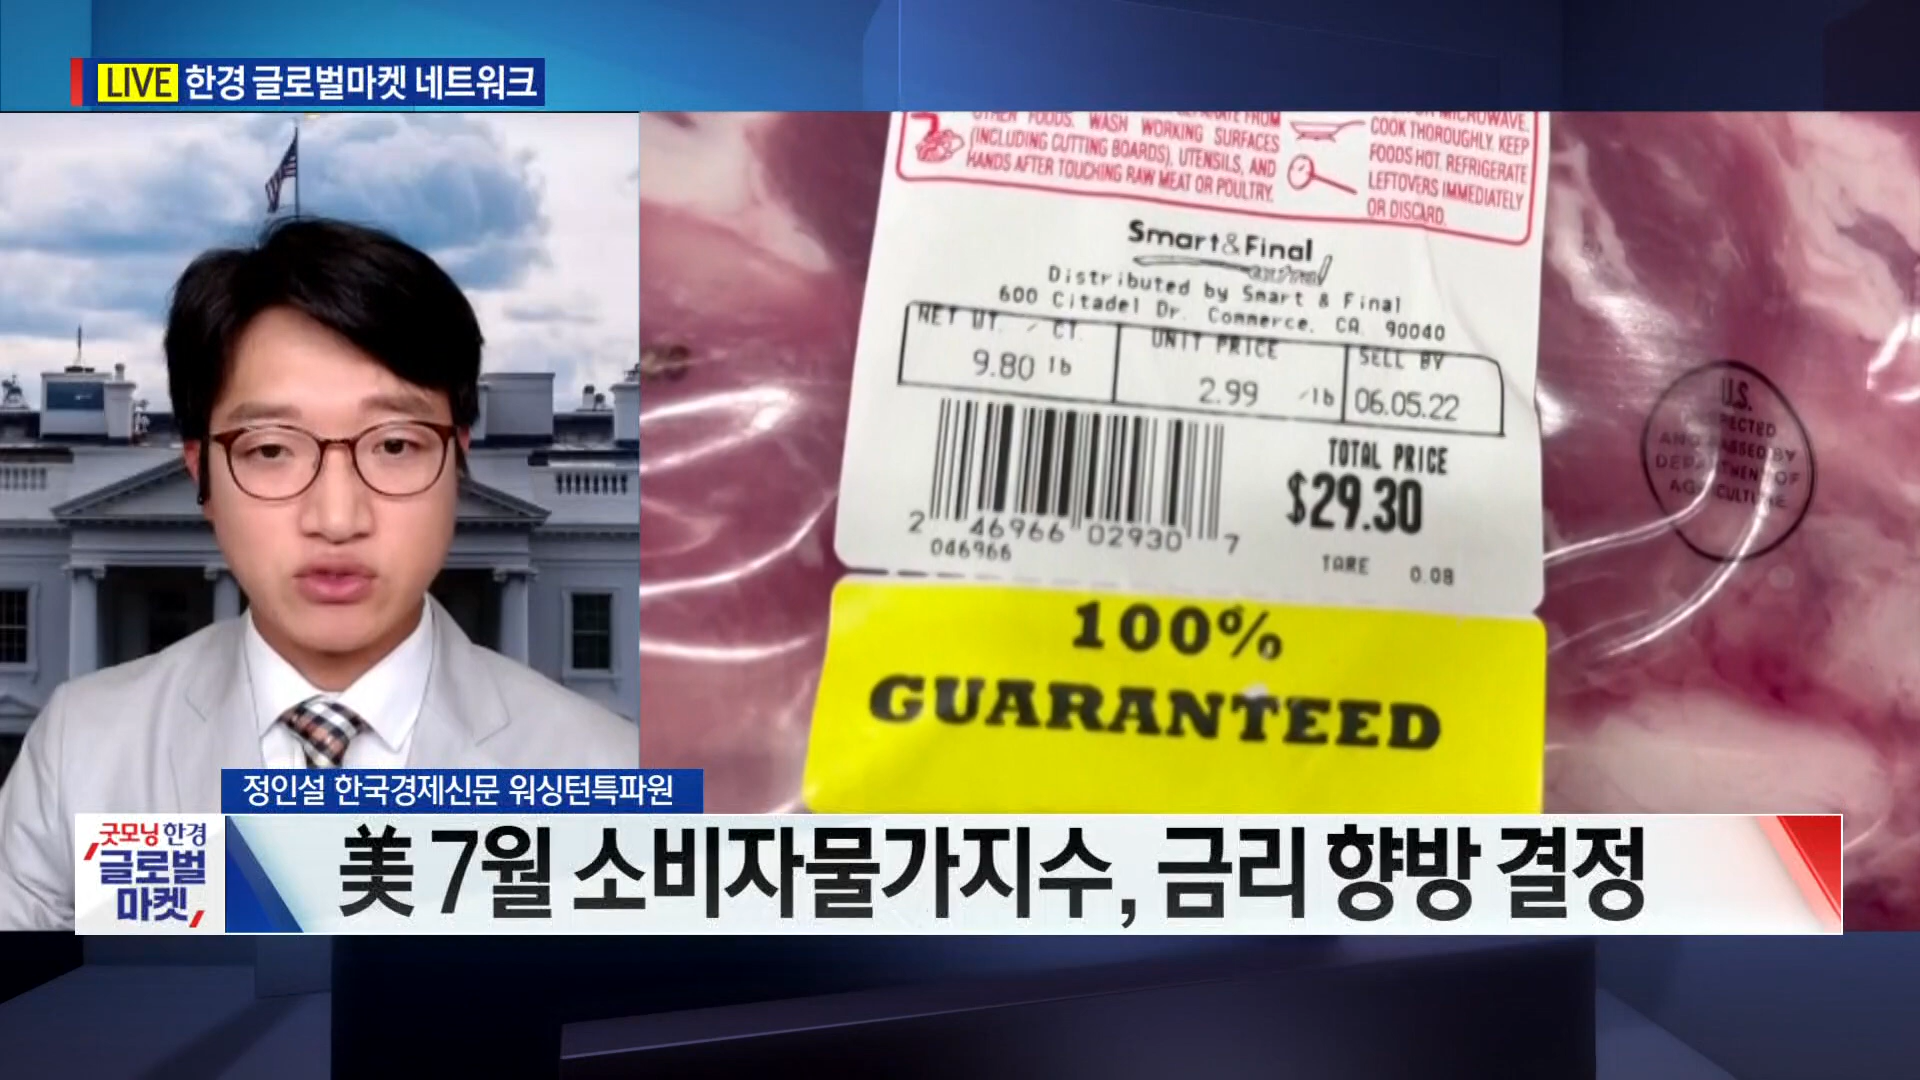 LIVE 한경 글로벌마켓 네트워크
(INCLUDING CUTTING BOARDS), UTENSILS, AND
HANDS AFTER TOUCHING RAW MEAT OR POULTRY.
OTHER FOODS. WASH WORKING SURFACES
MICROWAVE.
COOK THOROUGHLY. KEEP
FOODS HOT. REFRIGERATE
LEFTOVERS IMMEDIATELY
OR DISCARD.
Smart&Final
Distributed by Smart & Final
600 Citadel Dr. Commerce, CA 90040
NET WT. / CT.
9.80 lb
UNIT PRICE
2.99 /lb
SELL BY
06.05.22
TOTAL PRICE
$29.30
2 46966 02930 7
046966
TARE 0.08
100%
GUARANTEED
U.S.
정인설 한국경제신문 워싱턴특파원
굿모닝 한경
글로벌
마켓
美 7월 소비자물가지수, 금리 향방 결정